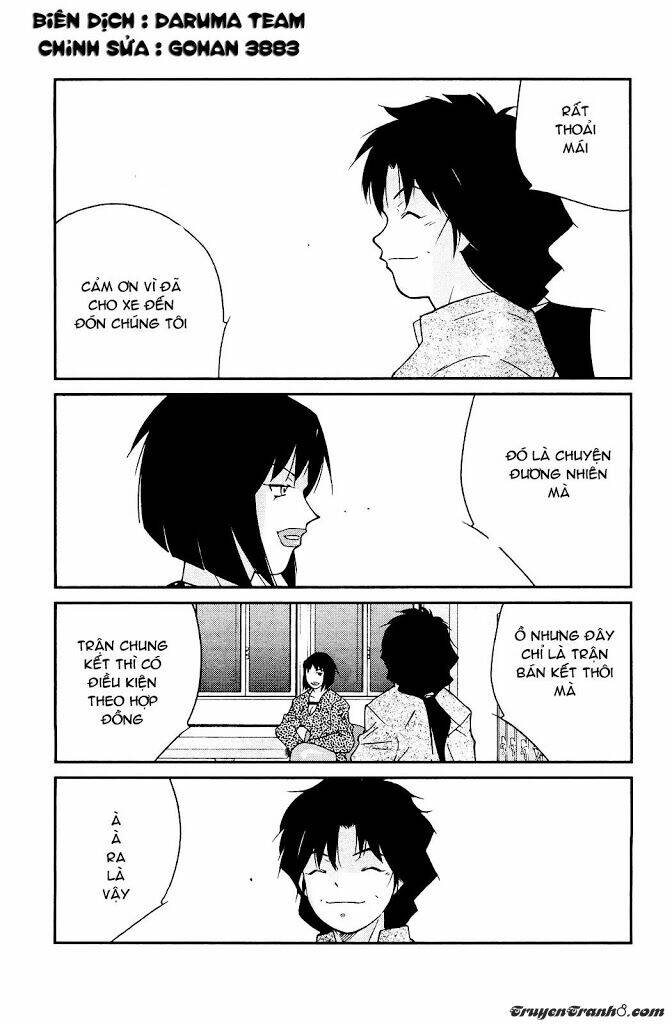 BIÊN DỊCH : DARUMA TEAM
CHỈNH SỬA : GOHAN 3883
RẤT
THOẢI
MÁI
CẢM ƠN VÌ ĐÃ
CHO XE ĐẾN
ĐÓN CHÚNG TÔI
ĐÓ LÀ CHUYỆN
ĐƯƠNG NHIÊN
MÀ
Ồ NHƯNG ĐÂY
CHỈ LÀ TRẬN
BÁN KẾT THÔI
MÀ
TRẬN CHUNG
KẾT THÌ CÓ
ĐIỀU KIỆN
THEO HỢP
ĐỒNG
À
À
RA
LÀ
VẬY
TruyenTranh8.com